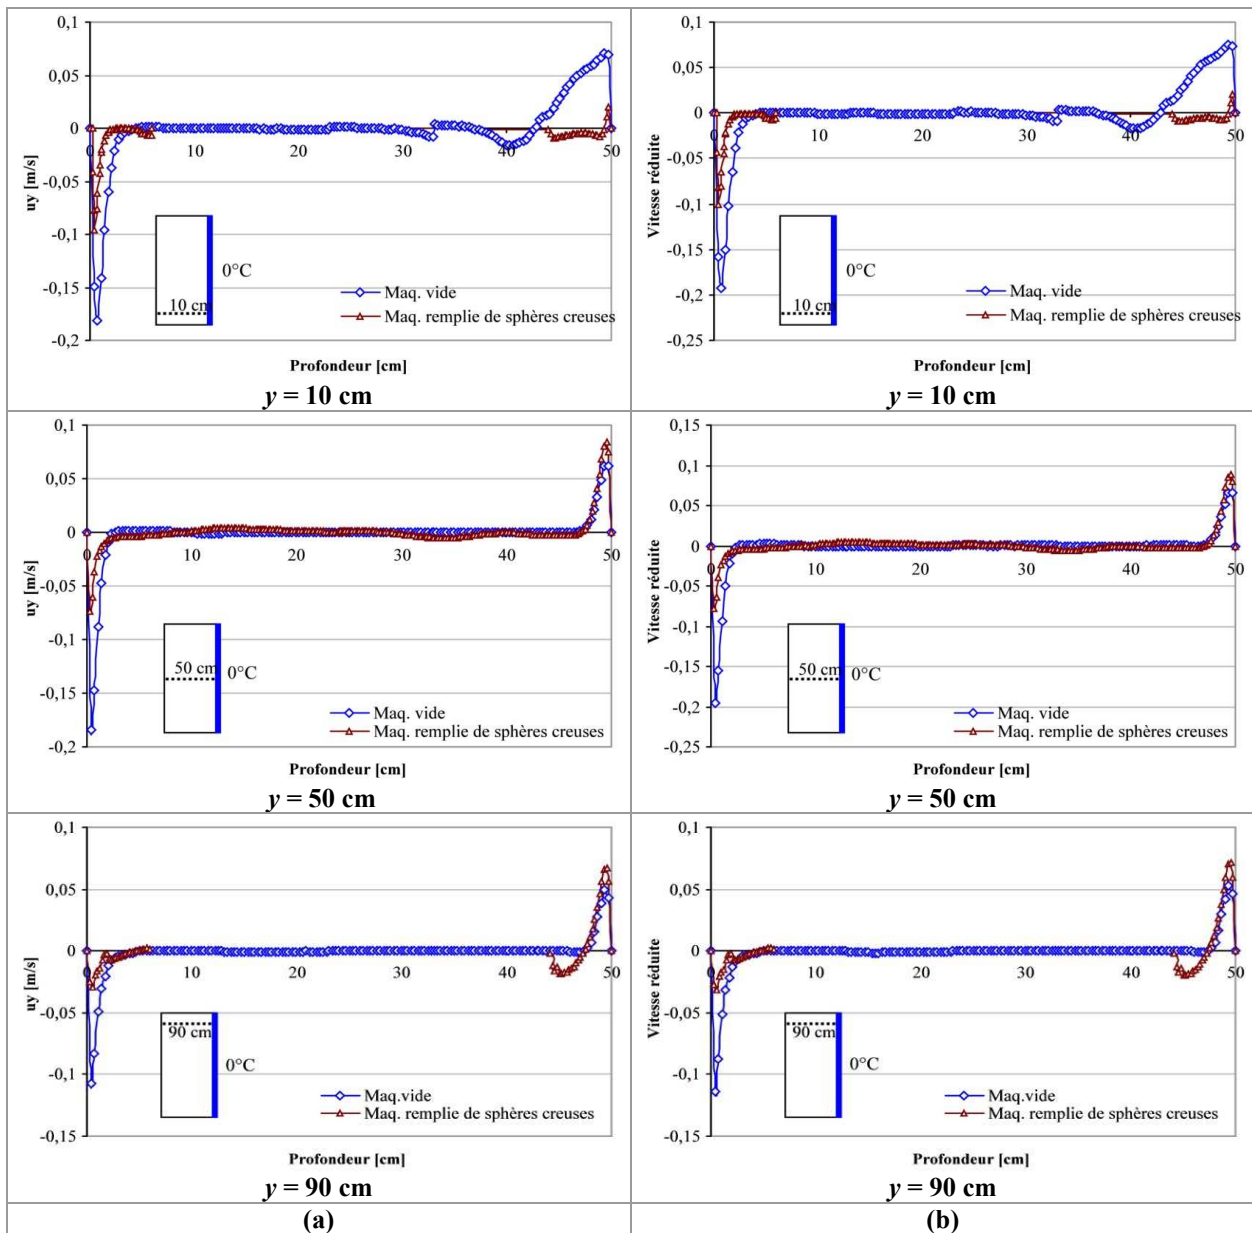 0,1
0,05
0
-0,05
-0,1
-0,15
-0,2
uy [m/s]
10 20 30 40 50
10 cm
0°C
Maq. vide
Maq. remplie de sphères creuses
Profondeur [cm]
y = 10 cm
0,1
0,05
0
-0,05
-0,1
-0,15
-0,2
-0,25
Vitesse réduite
0 10 20 30 40 50
10 cm
0°C
Maq. vide
Maq. remplie de sphères creuses
Profondeur [cm]
y = 10 cm
0,1
0,05
0
-0,05
-0,1
-0,15
-0,2
uy [m/s]
0 10 20 30 40 50
50 cm
0°C
Maq. vide
Maq. remplie de sphères creuses
Profondeur [cm]
y = 50 cm
0,15
0,1
0,05
0
-0,05
-0,1
-0,15
-0,2
-0,25
Vitesse réduite
0 10 20 30 40 50
50 cm
0°C
Maq. vide
Maq. remplie de sphères creuses
Profondeur [cm]
y = 50 cm
0,1
0,05
0
-0,05
-0,1
-0,15
uy [m/s]
0 10 20 30 40 50
90 cm
0°C
Maq.vide
Maq. remplie de sphères creuses
Profondeur [cm]
y = 90 cm
0,1
0,05
0
-0,05
-0,1
-0,15
Vitesse réduite
0 10 20 30 40 50
90 cm
0°C
Maq.vide
Maq. remplie de sphères creuses
Profondeur [cm]
y = 90 cm
(a)
(b)